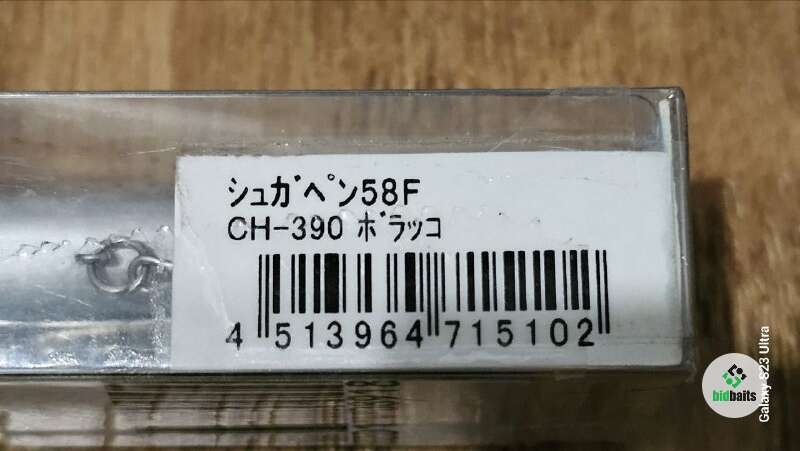 ｼｭｶﾞﾍﾟﾝ58F
CH-390 ﾎﾞﾗｯｺ
4 513964 715102
bidbaits
Galaxy S23 Ultra